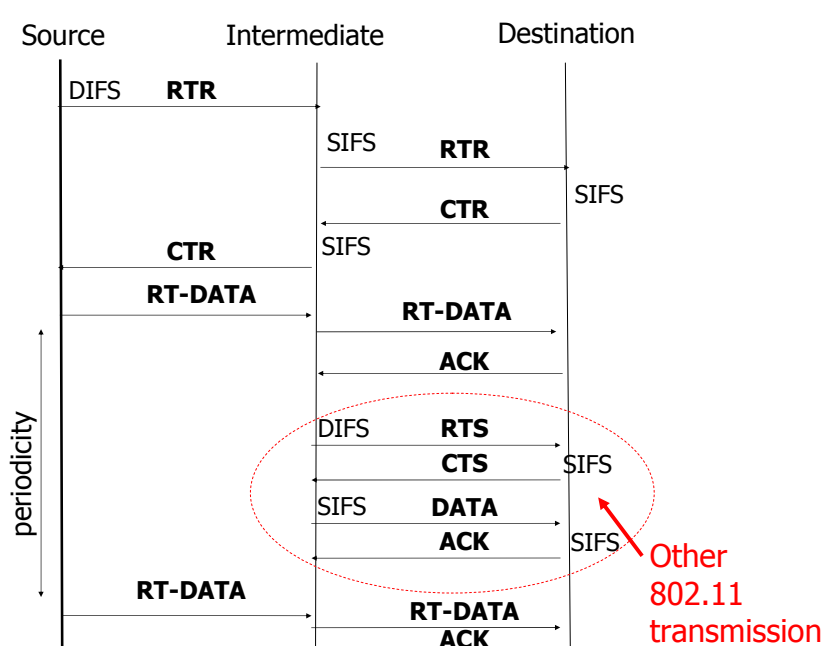 Source Intermediate Destination
DIFS RTR
SIFS RTR
SIFS
CTR
CTR SIFS
RT-DATA
RT-DATA
ACK
periodicity
DIFS RTS
CTS SIFS
SIFS DATA
ACK SIFS
Other
802.11
transmission
RT-DATA
RT-DATA
ACK